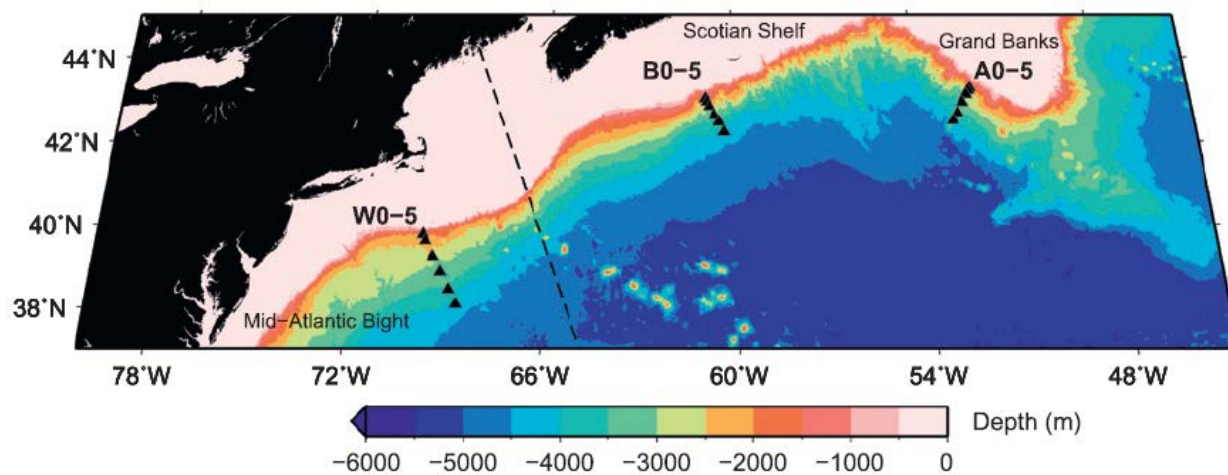 Scotian Shelf
Grand Banks
44°N
B0−5
A0−5
42°N
W0−5
40°N
38°N
Mid−Atlantic Bight
78°W 72°W 66°W 60°W 54°W 48°W
Depth (m)
−6000 −5000 −4000 −3000 −2000 −1000 0